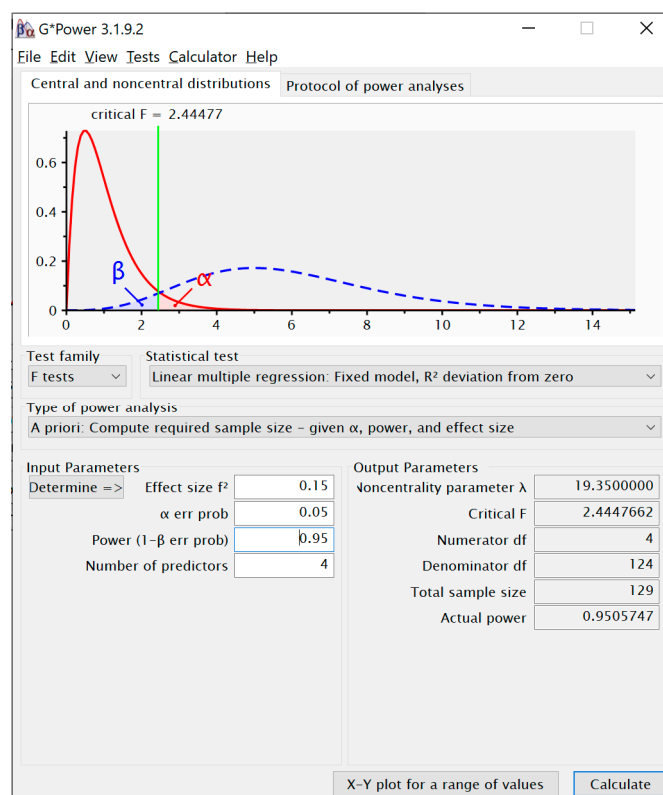 βα G*Power 3.1.9.2
File Edit View Tests Calculator Help
Central and noncentral distributions Protocol of power analyses
critical F = 2.44477
0.6
0.4
0.2
0
β
α
0 2 4 6 8 10 12 14
Test family Statistical test
F tests Linear multiple regression: Fixed model, R² deviation from zero
Type of power analysis
A priori: Compute required sample size – given α, power, and effect size
Input Parameters Output Parameters
Determine => Effect size f² 0.15 Noncentrality parameter λ 19.3500000
α err prob 0.05 Critical F 2.4447662
Power (1-β err prob) 0.95 Numerator df 4
Number of predictors 4 Denominator df 124
Total sample size 129
Actual power 0.9505747
X-Y plot for a range of values Calculate